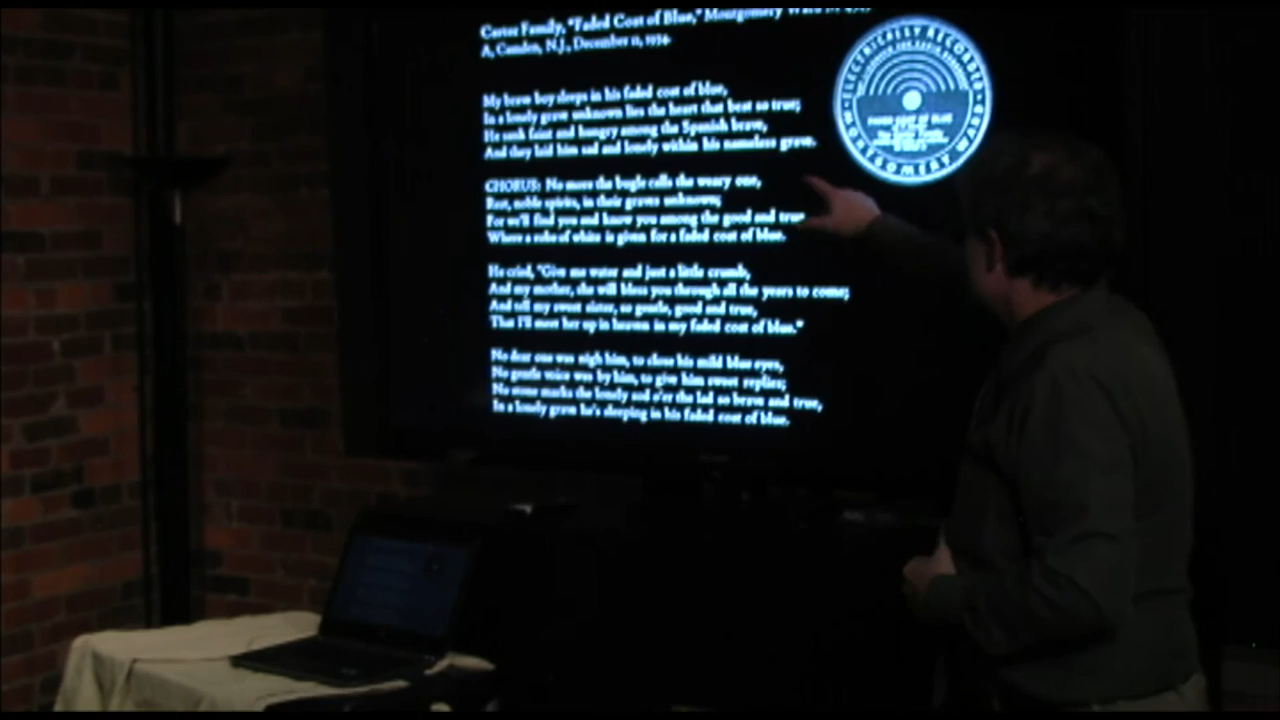 Carter Family, "Faded Coat of Blue," Montgomery Ward
A, Camden, N.J., December 11, 1934
My brave boy sleeps in his faded coat of blue,
In a lonely grave unknown lies the heart that beat so true;
He sank faint and hungry among the Spanish brave,
And they laid him sad and lonely within his nameless grave.
CHORUS: No more the bugle calls the weary one,
Rest, noble spirits, in their graves unknown;
For we'll find you and know you among the good and true
Where a robe of white is given for a faded coat of blue.
He cried, "Give me water and just a little crumb,
And my mother, she will bless you through all the years to come;
And tell my sweet sister, so gentle, good and true,
That I'll meet her up in heaven in my faded coat of blue."
No dear one was nigh him, to close his mild blue eyes,
No gentle voice was by him, to give him sweet replies;
No stone marks the lonely sod o'er the lad so brave and true,
In a lonely grave he's sleeping in his faded coat of blue.
ELECTRICALLY RECORDED
FADED COAT OF BLUE
MONTGOMERY WARD